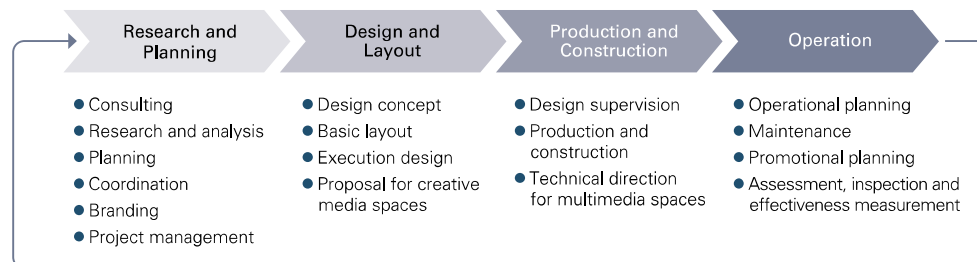 Research and
Planning
Design and
Layout
Production and
Construction
Operation
Consulting
Research and analysis
Planning
Coordination
Branding
Project management
Design concept
Basic layout
Execution design
Proposal for creative
media spaces
Design supervision
Production and
construction
Technical direction
for multimedia spaces
Operational planning
Maintenance
Promotional planning
Assessment, inspection and
effectiveness measurement